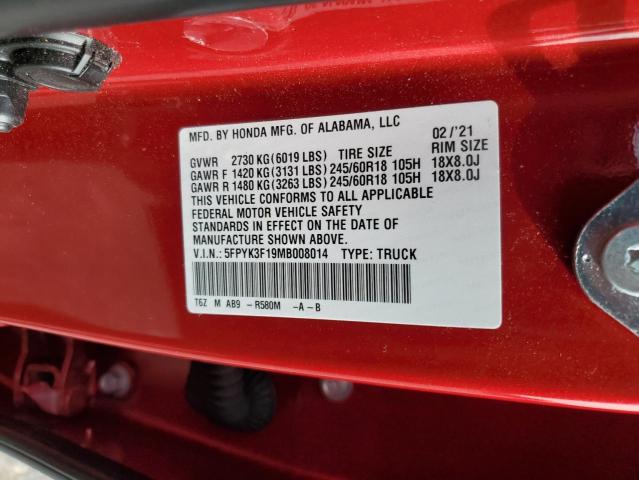 MFD. BY HONDA MFG. OF ALABAMA, LLC 02/'21
GVWR 2730 KG(6019 LBS) TIRE SIZE RIM SIZE
GAWR F 1420 KG(3131 LBS) 245/60R18 105H 18X8.0J
GAWR R 1480 KG(3263 LBS) 245/60R18 105H 18X8.0J
THIS VEHICLE CONFORMS TO ALL APPLICABLE
FEDERAL MOTOR VEHICLE SAFETY
STANDARDS IN EFFECT ON THE DATE OF
MANUFACTURE SHOWN ABOVE.
V.I.N.: 5FPYK3F19MB008014 TYPE: TRUCK
T6Z M AB9 - R580M -A-B